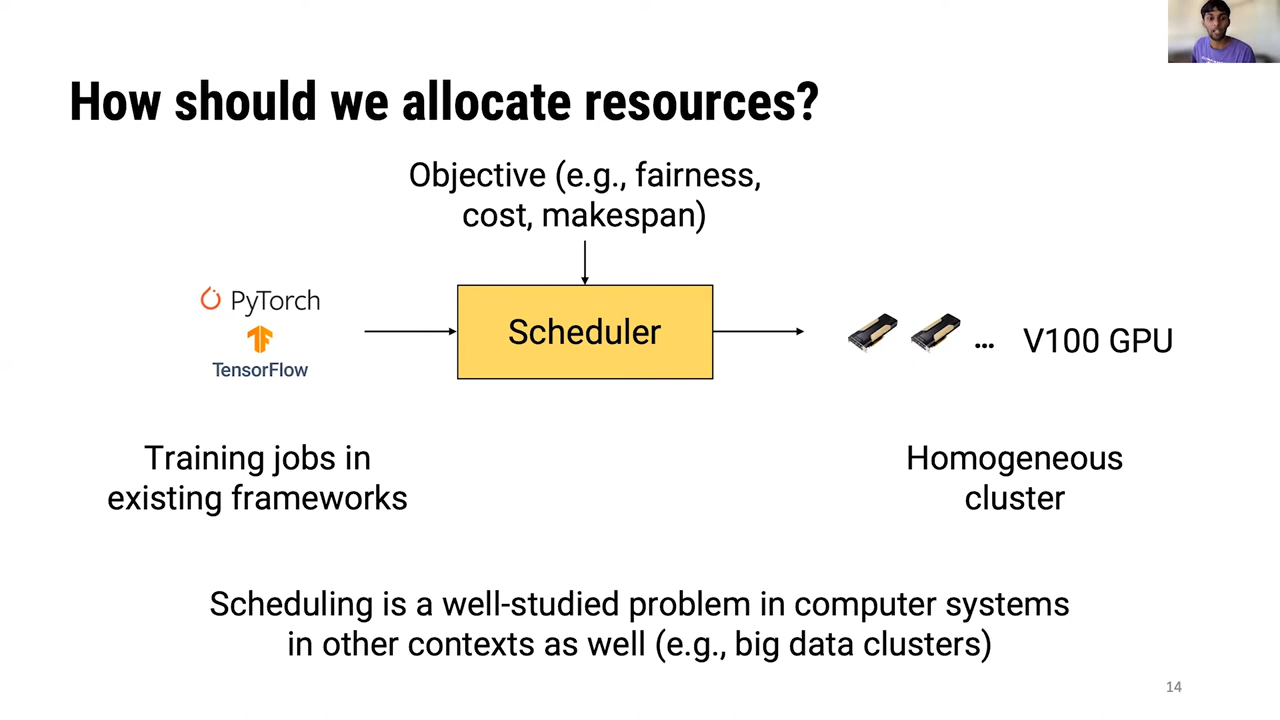 How should we allocate resources?
Objective (e.g., fairness,
cost, makespan)
PyTorch
TensorFlow
Scheduler
... V100 GPU
Training jobs in
existing frameworks
Homogeneous
cluster
Scheduling is a well-studied problem in computer systems
in other contexts as well (e.g., big data clusters)
14